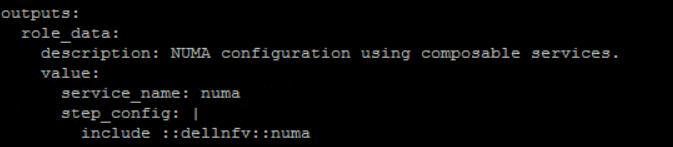 outputs:
  role_data:
    description: NUMA configuration using composable services.
    value:
      service_name: numa
      step_config: |
        include ::dellnfv::numa